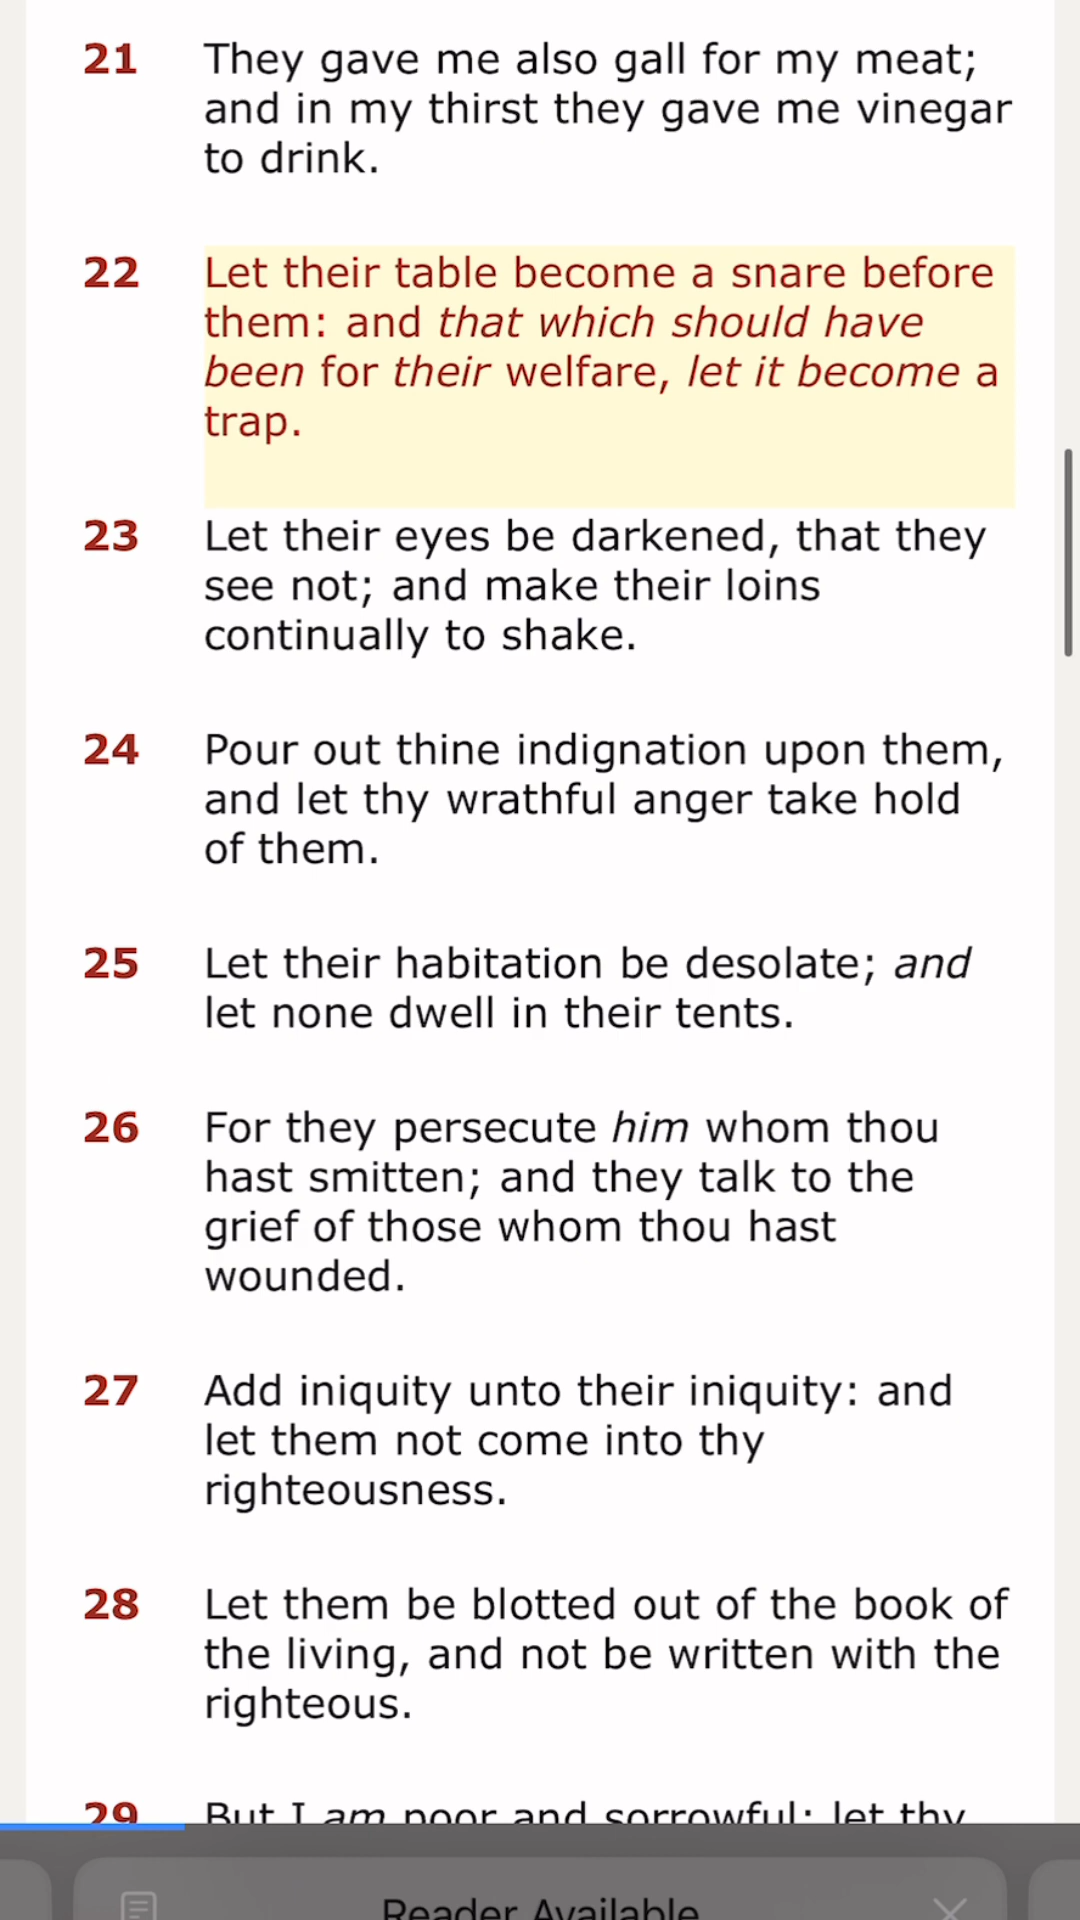 21 They gave me also gall for my meat;
and in my thirst they gave me vinegar
to drink.
22 Let their table become a snare before
them: and that which should have
been for their welfare, let it become a
trap.
23 Let their eyes be darkened, that they
see not; and make their loins
continually to shake.
24 Pour out thine indignation upon them,
and let thy wrathful anger take hold
of them.
25 Let their habitation be desolate; and
let none dwell in their tents.
26 For they persecute him whom thou
hast smitten; and they talk to the
grief of those whom thou hast
wounded.
27 Add iniquity unto their iniquity: and
let them not come into thy
righteousness.
28 Let them be blotted out of the book of
the living, and not be written with the
righteous.
29 But I am poor and sorrowful: let thy
Reader Available